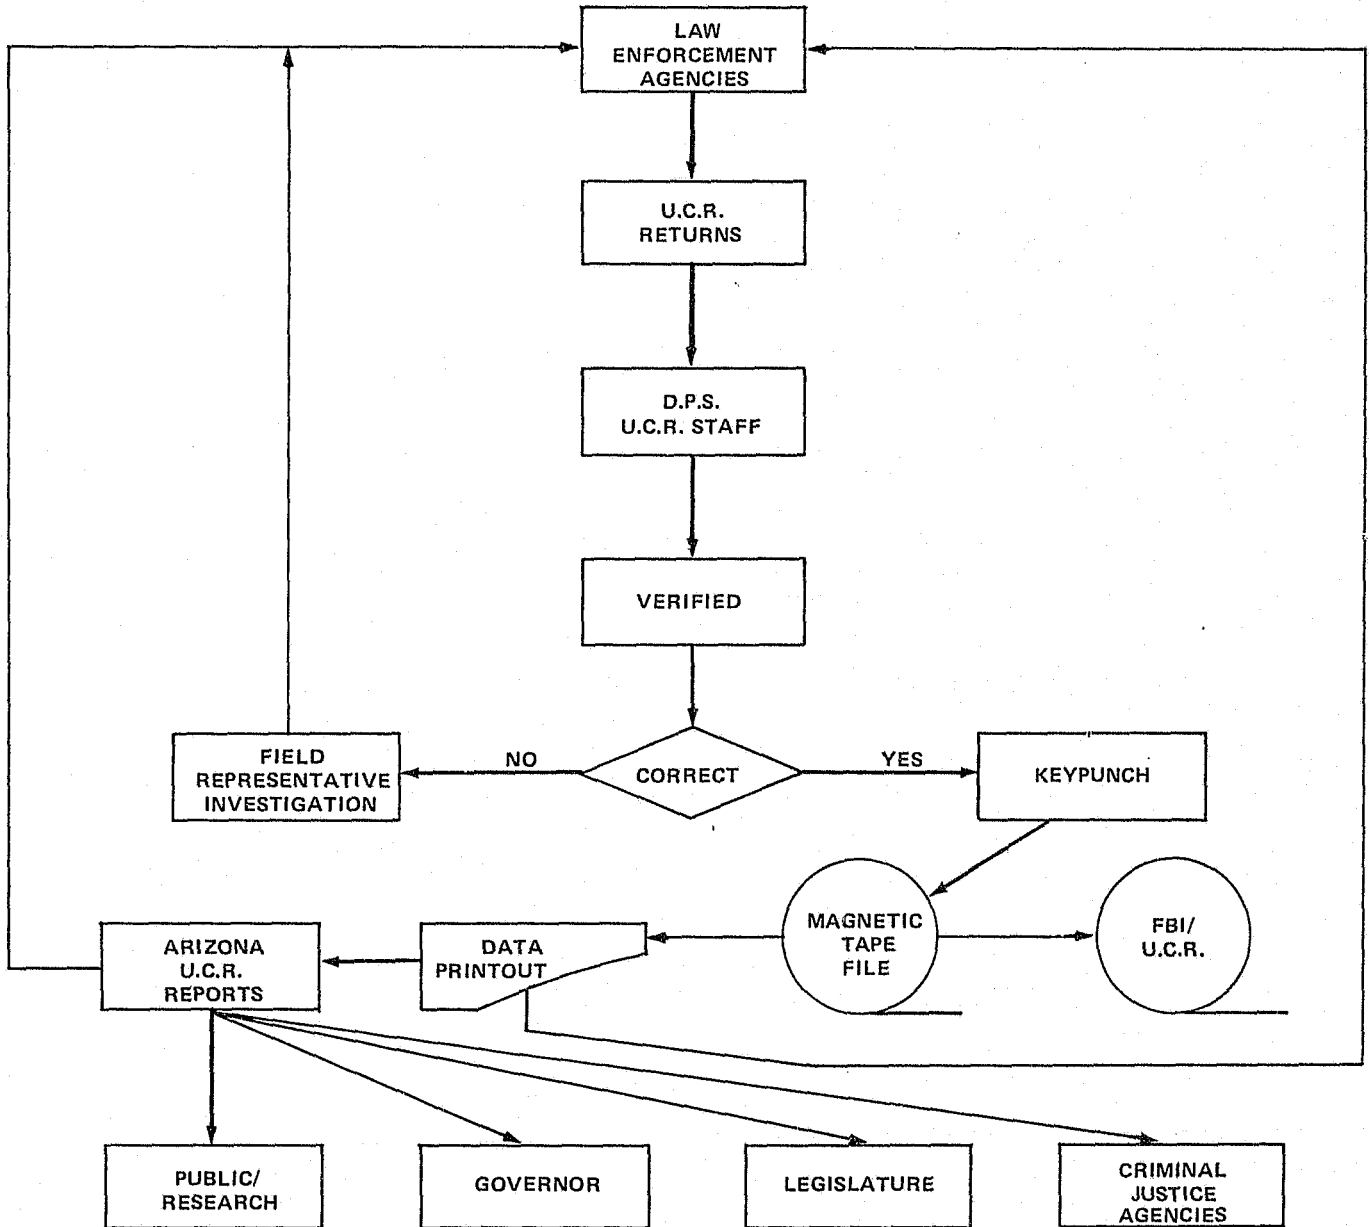 LAW
ENFORCEMENT
AGENCIES
U.C.R.
RETURNS
D.P.S.
U.C.R. STAFF
VERIFIED
FIELD
REPRESENTATIVE
INVESTIGATION
NO
CORRECT
YES
KEYPUNCH
ARIZONA
U.C.R.
REPORTS
DATA
PRINTOUT
MAGNETIC
TAPE
FILE
FBI/
U.C.R.
PUBLIC/
RESEARCH
GOVERNOR
LEGISLATURE
CRIMINAL
JUSTICE
AGENCIES